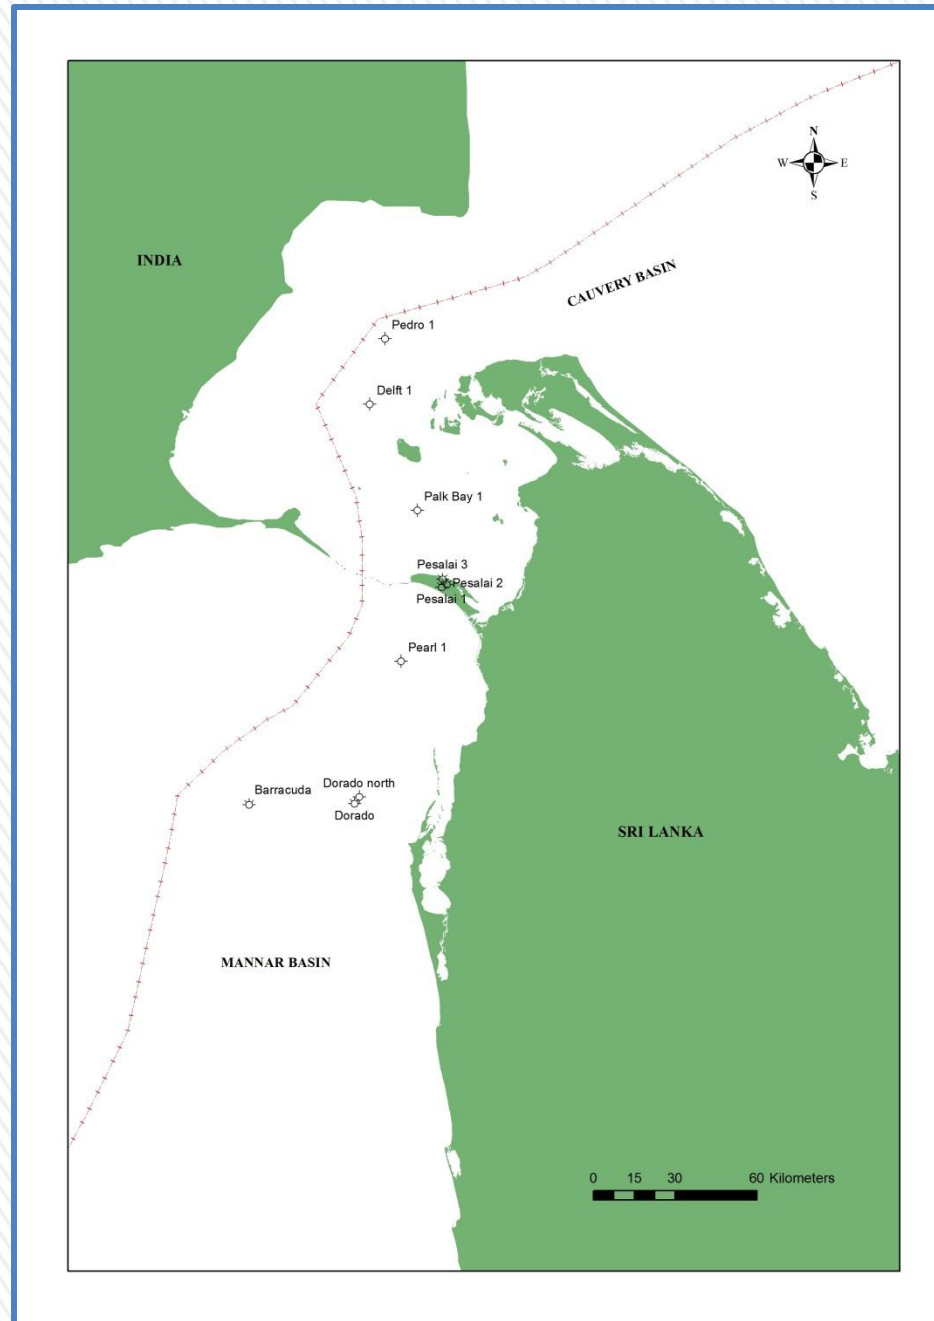 N
W E
S
INDIA
CAUVERY BASIN
Pedro 1
Delft 1
Palk Bay 1
Pesalai 3
Pesalai 2
Pesalai 1
Pearl 1
Barracuda
Dorado north
Dorado
SRI LANKA
MANNAR BASIN
0 15 30 60 Kilometers